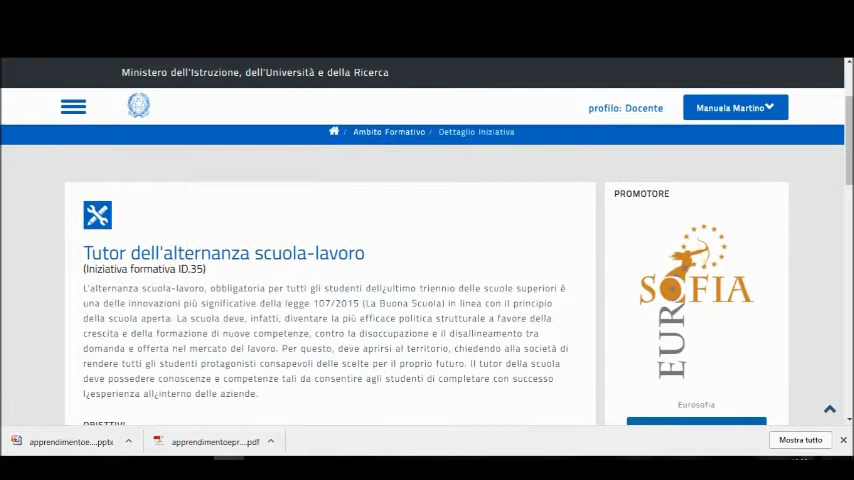 Ministero dell'Istruzione, dell'Università e della Ricerca
profilo: Docente
Manuela Martino
/ Ambito Formativo / Dettaglio Iniziativa
Tutor dell'alternanza scuola-lavoro
(Iniziativa formativa ID.35)
L'alternanza scuola-lavoro, obbligatoria per tutti gli studenti dell¿ultimo triennio delle scuole superiori è
una delle innovazioni più significative della legge 107/2015 (La Buona Scuola) in linea con il principio
della scuola aperta. La scuola deve, infatti, diventare la più efficace politica strutturale a favore della
crescita e della formazione di nuove competenze, contro la disoccupazione e il disallineamento tra
domanda e offerta nel mercato del lavoro. Per questo, deve aprirsi al territorio, chiedendo alla società di
rendere tutti gli studenti protagonisti consapevoli delle scelte per il proprio futuro. Il tutor della scuola
deve possedere conoscenze e competenze tali da consentire agli studenti di completare con successo
l¿esperienza all¿interno delle aziende.
OBIETTIVI
PROMOTORE
SOFIA
EURO
Eurosofia
apprendimentoe....pptx
apprendimentoepr....pdf
Mostra tutto